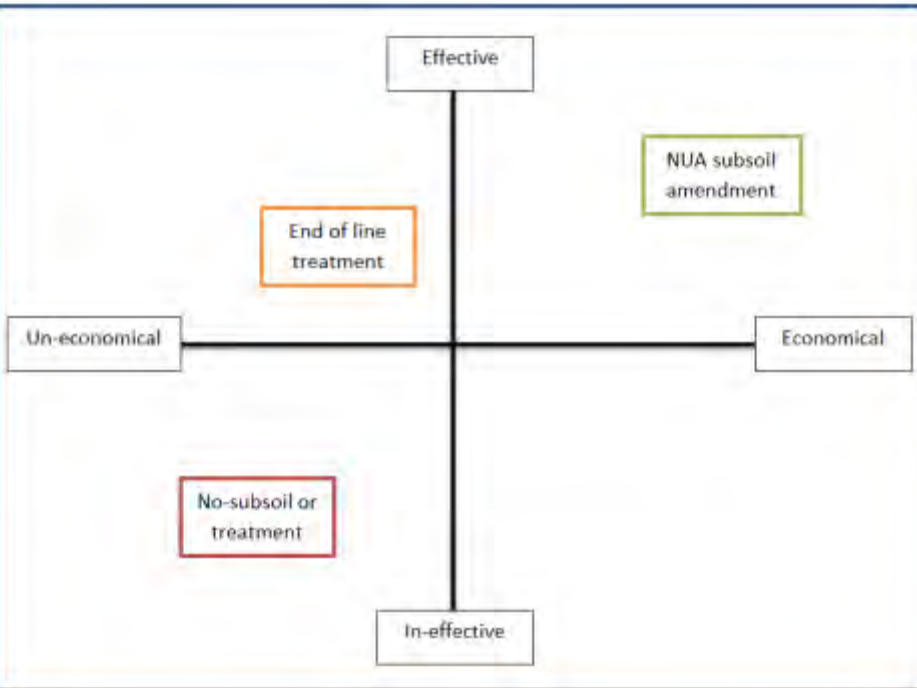 Effective
NUA subsoil
amendment
End of line
treatment
Un-economical
Economical
No-subsoil or
treatment
In-effective